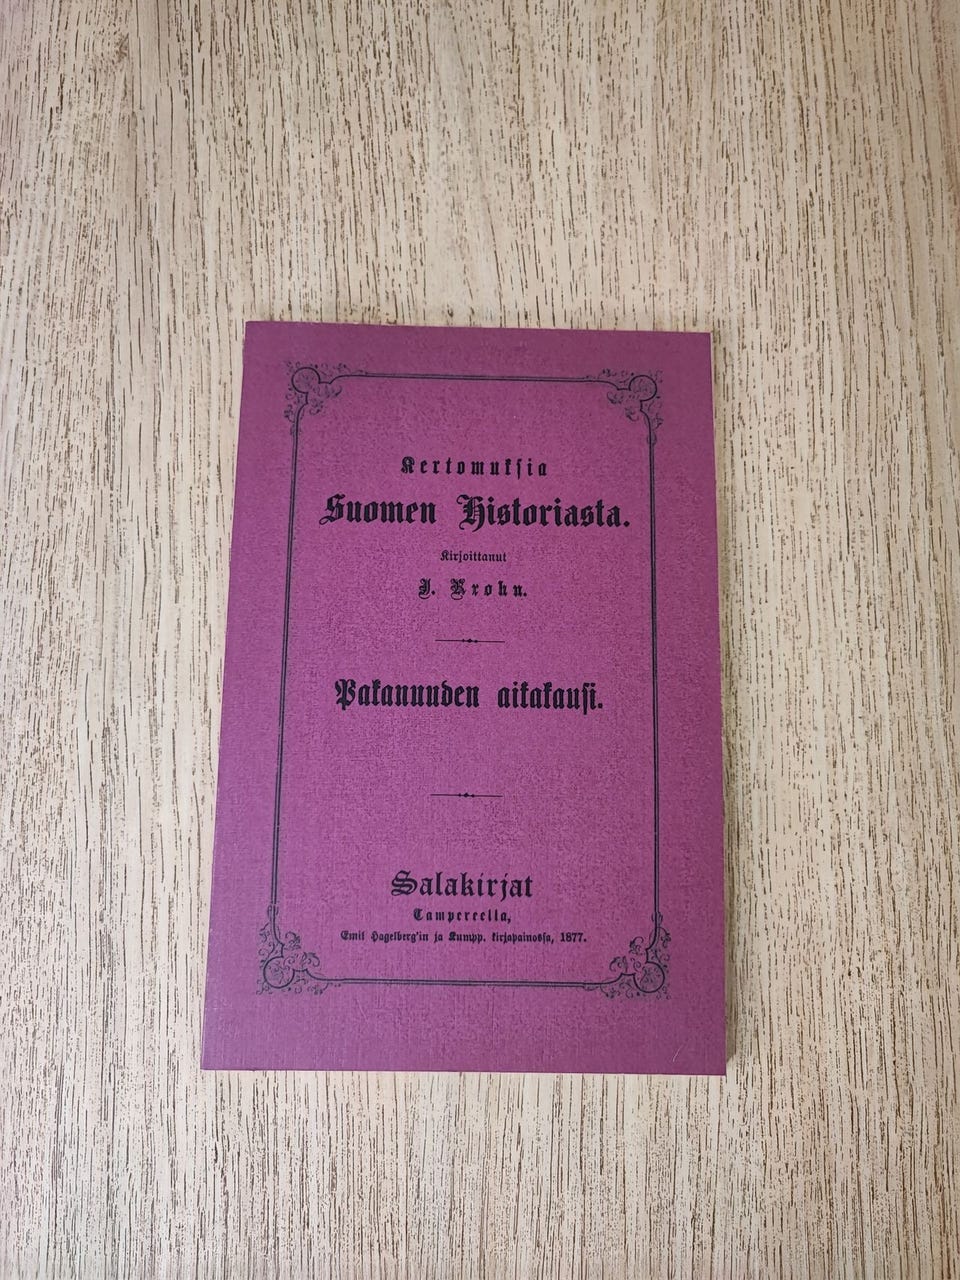 Kertomuksia
Suomen Historiasta.
Kirjoittanut
J. Krohn.
Pakanuuden aikakausi.
Salakirjat
Tampereella,
Emil Hagelberg'in ja Kumpp. kirjapainossa, 1877.